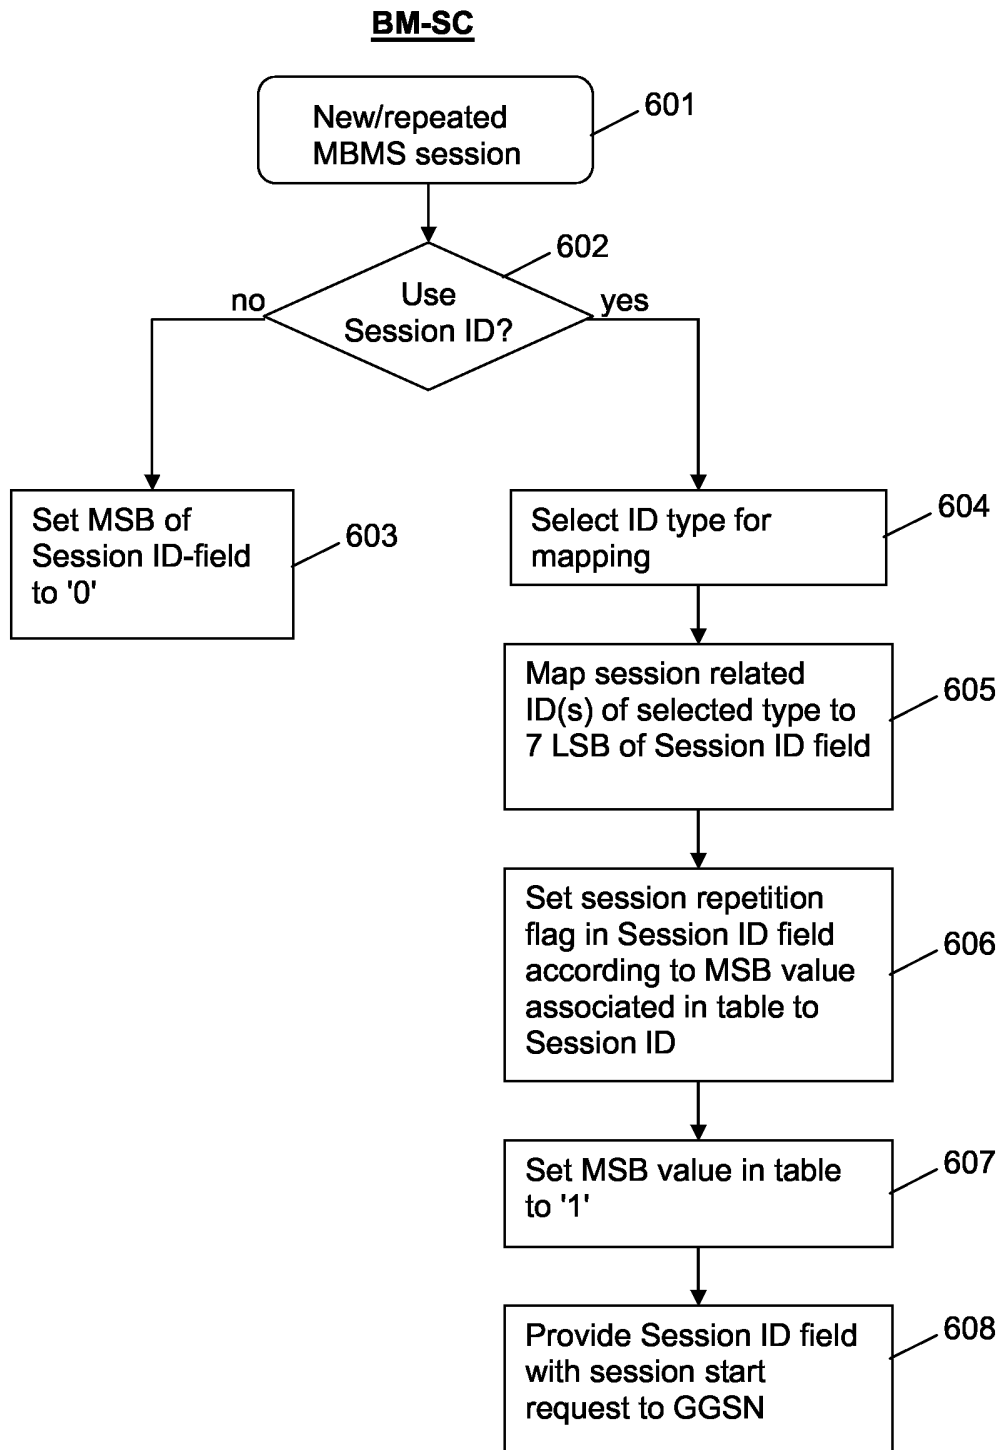 BM-SC
New/repeated
MBMS session
601
602
Use
Session ID?
no
yes
Set MSB of
Session ID-field
to '0'
603
Select ID type for
mapping
604
Map session related
ID(s) of selected type to
7 LSB of Session ID field
605
Set session repetition
flag in Session ID field
according to MSB value
associated in table to
Session ID
606
Set MSB value in table
to '1'
607
Provide Session ID field
with session start
request to GGSN
608